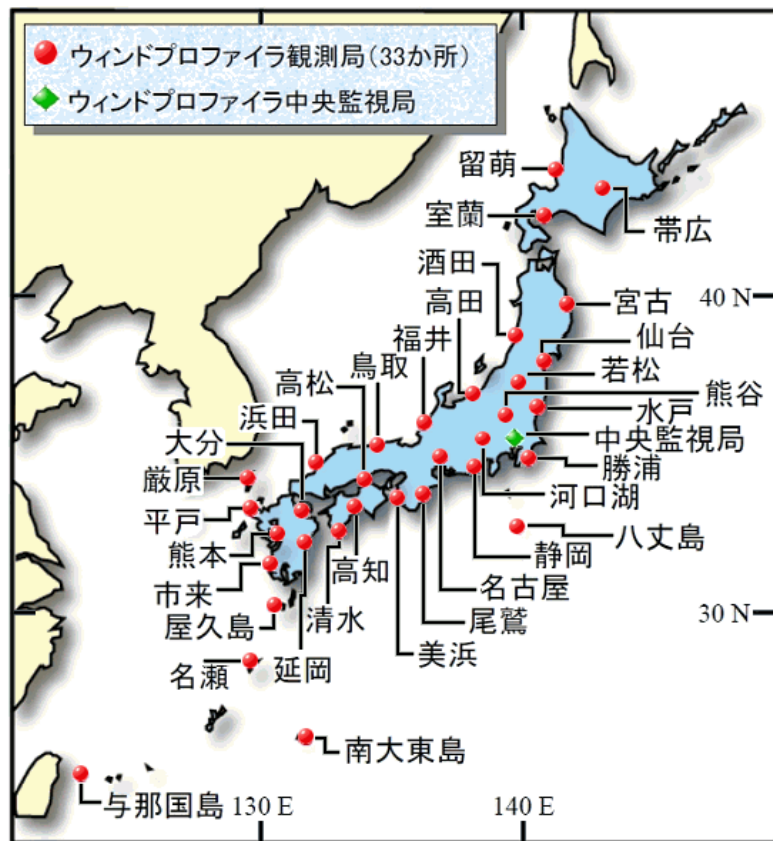 ウィンドプロファイラ観測局(33か所)
ウィンドプロファイラ中央監視局
留萌
帯広
室蘭
酒田
高田
宮古
40 N
福井
仙台
鳥取
若松
高松
熊谷
浜田
水戸
大分
中央監視局
厳原
勝浦
河口湖
平戸
八丈島
熊本
静岡
高知
市来
名古屋
屋久島
清水
尾鷲
30 N
美浜
名瀬
延岡
南大東島
与那国島
130 E
140 E